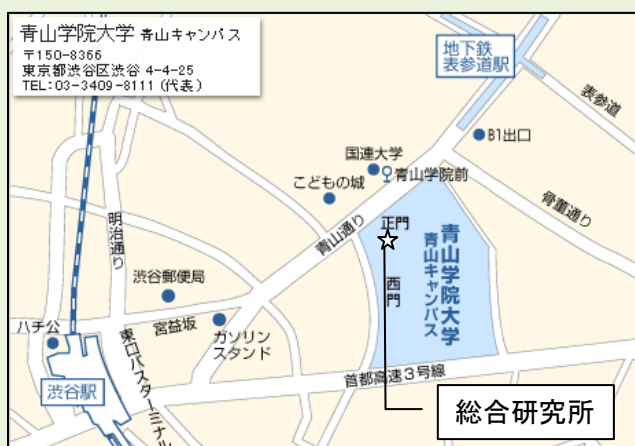 青山学院大学 青山キャンパス
〒150-8366
東京都渋谷区渋谷 4-4-25
TEL:03-3409-8111 (代表)
地下鉄
表参道駅
表参道
B1出口
国連大学
青山学院前
こどもの城
骨董通り
正門
青山通り
明治通り
西門
青山学院大学
青山キャンパス
渋谷郵便局
宮益坂
ガソリン
スタンド
ハチ公
東口バスターミナル
首都高速3号線
渋谷駅
総合研究所